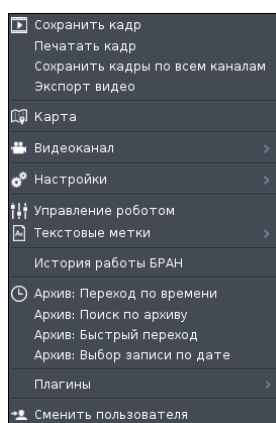 Сохранить кадр
Печатать кадр
Сохранить кадры по всем каналам
Экспорт видео
Карта
Видеоканал
Настройки
Управление роботом
Текстовые метки
История работы БРАН
Архив: Переход по времени
Архив: Поиск по архиву
Архив: Быстрый переход
Архив: Выбор записи по дате
Плагины
Сменить пользователя